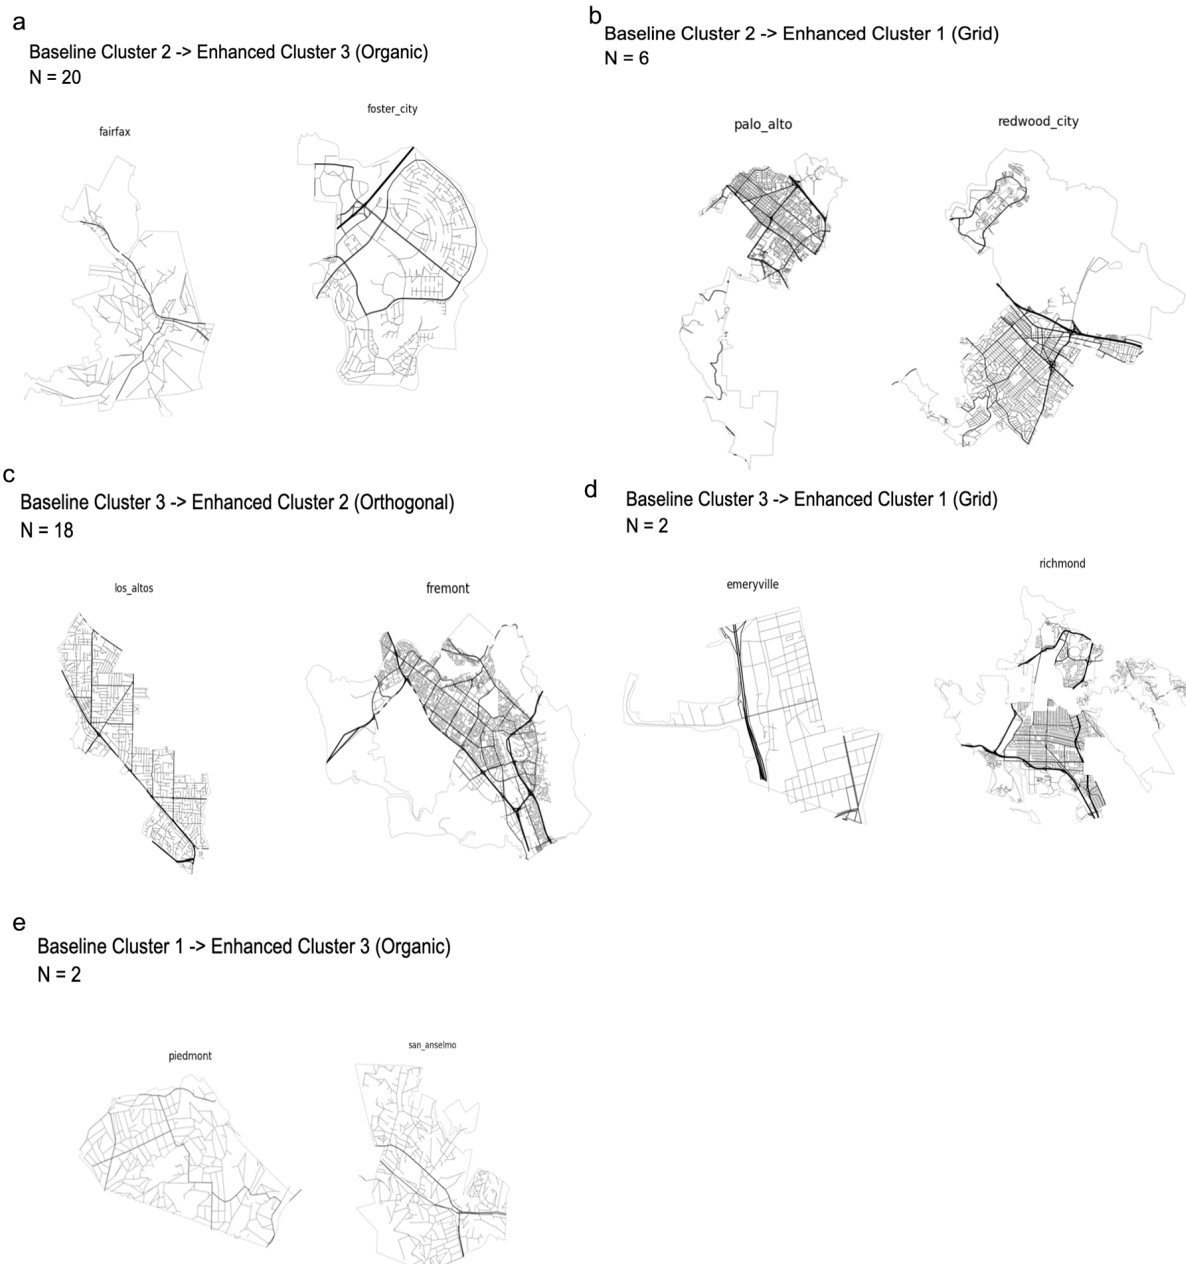 a
Baseline Cluster 2 -> Enhanced Cluster 3 (Organic)
N = 20
fairfax
foster_city
b
Baseline Cluster 2 -> Enhanced Cluster 1 (Grid)
N = 6
palo_alto
redwood_city
c
Baseline Cluster 3 -> Enhanced Cluster 2 (Orthogonal)
N = 18
los_altos
fremont
d
Baseline Cluster 3 -> Enhanced Cluster 1 (Grid)
N = 2
emeryville
richmond
e
Baseline Cluster 1 -> Enhanced Cluster 3 (Organic)
N = 2
piedmont
san_anselmo